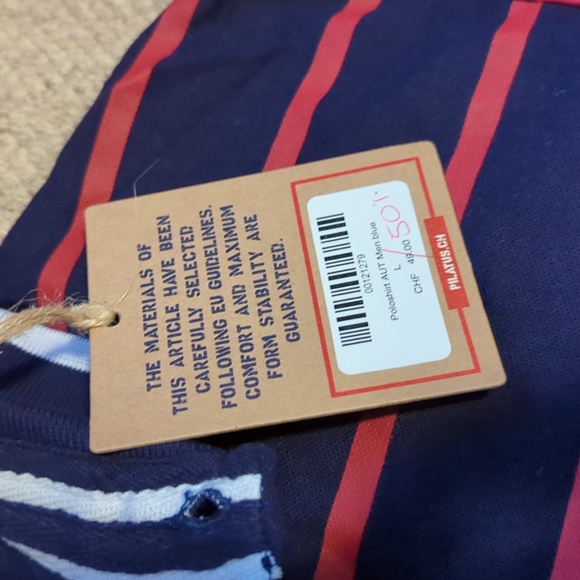 THE MATERIALS OF
THIS ARTICLE HAVE BEEN
CAREFULLY SELECTED
FOLLOWING EU GUIDELINES.
COMFORT AND MAXIMUM
FORM STABILITY ARE
GUARANTEED.
00121279
Poloshirt AUT Men blue
L
CHF 49.00
50%
PILATUS.CH